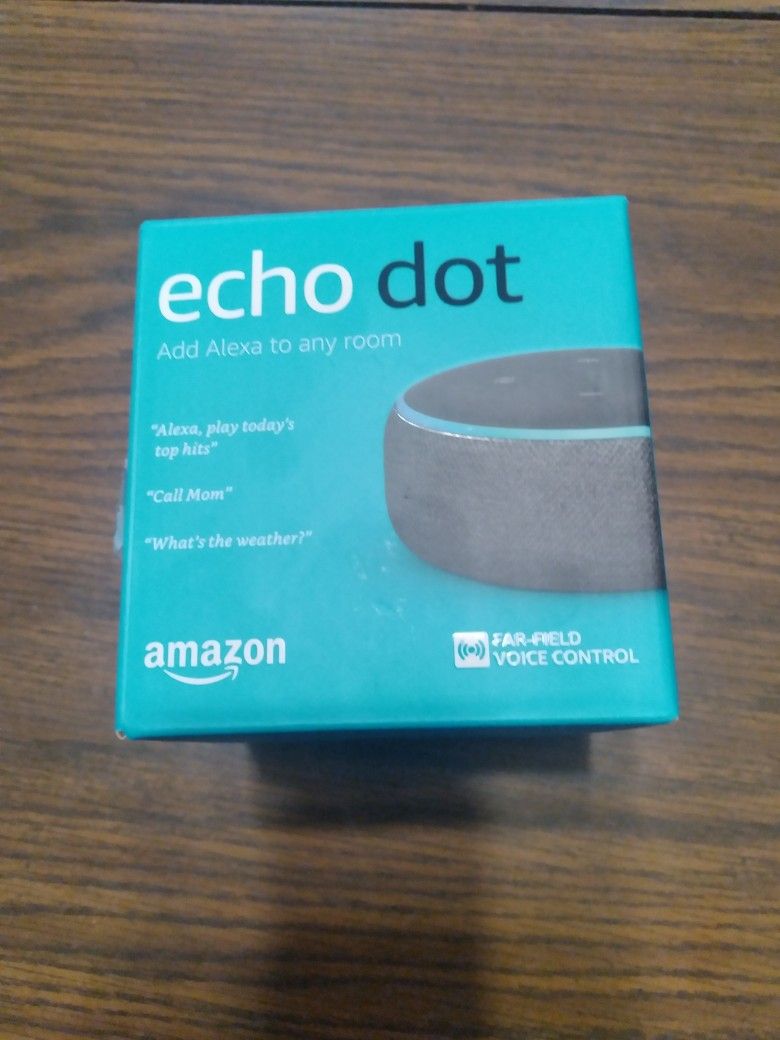 echo dot
Add Alexa to any room
“Alexa, play today’s
top hits”
“Call Mom”
“What’s the weather?”
amazon
FAR-FIELD
VOICE CONTROL